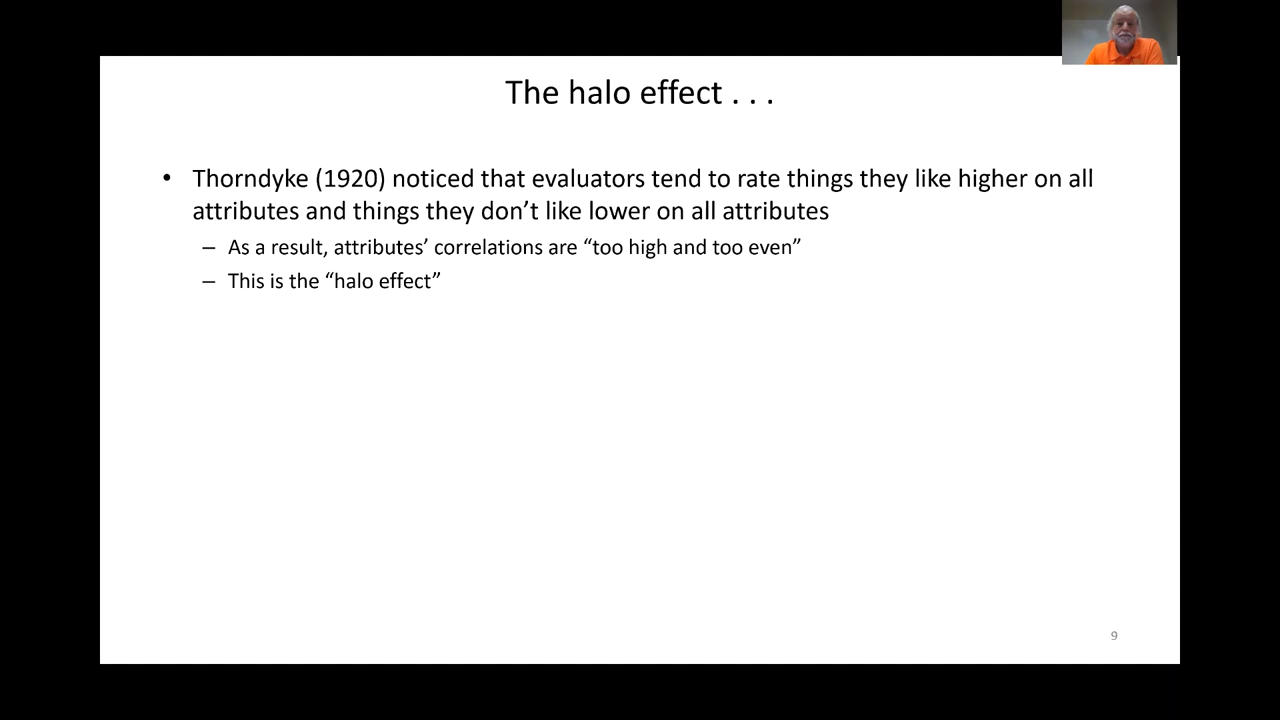 The halo effect . . .
• Thorndyke (1920) noticed that evaluators tend to rate things they like higher on all
attributes and things they don’t like lower on all attributes
– As a result, attributes’ correlations are “too high and too even”
– This is the “halo effect”
9